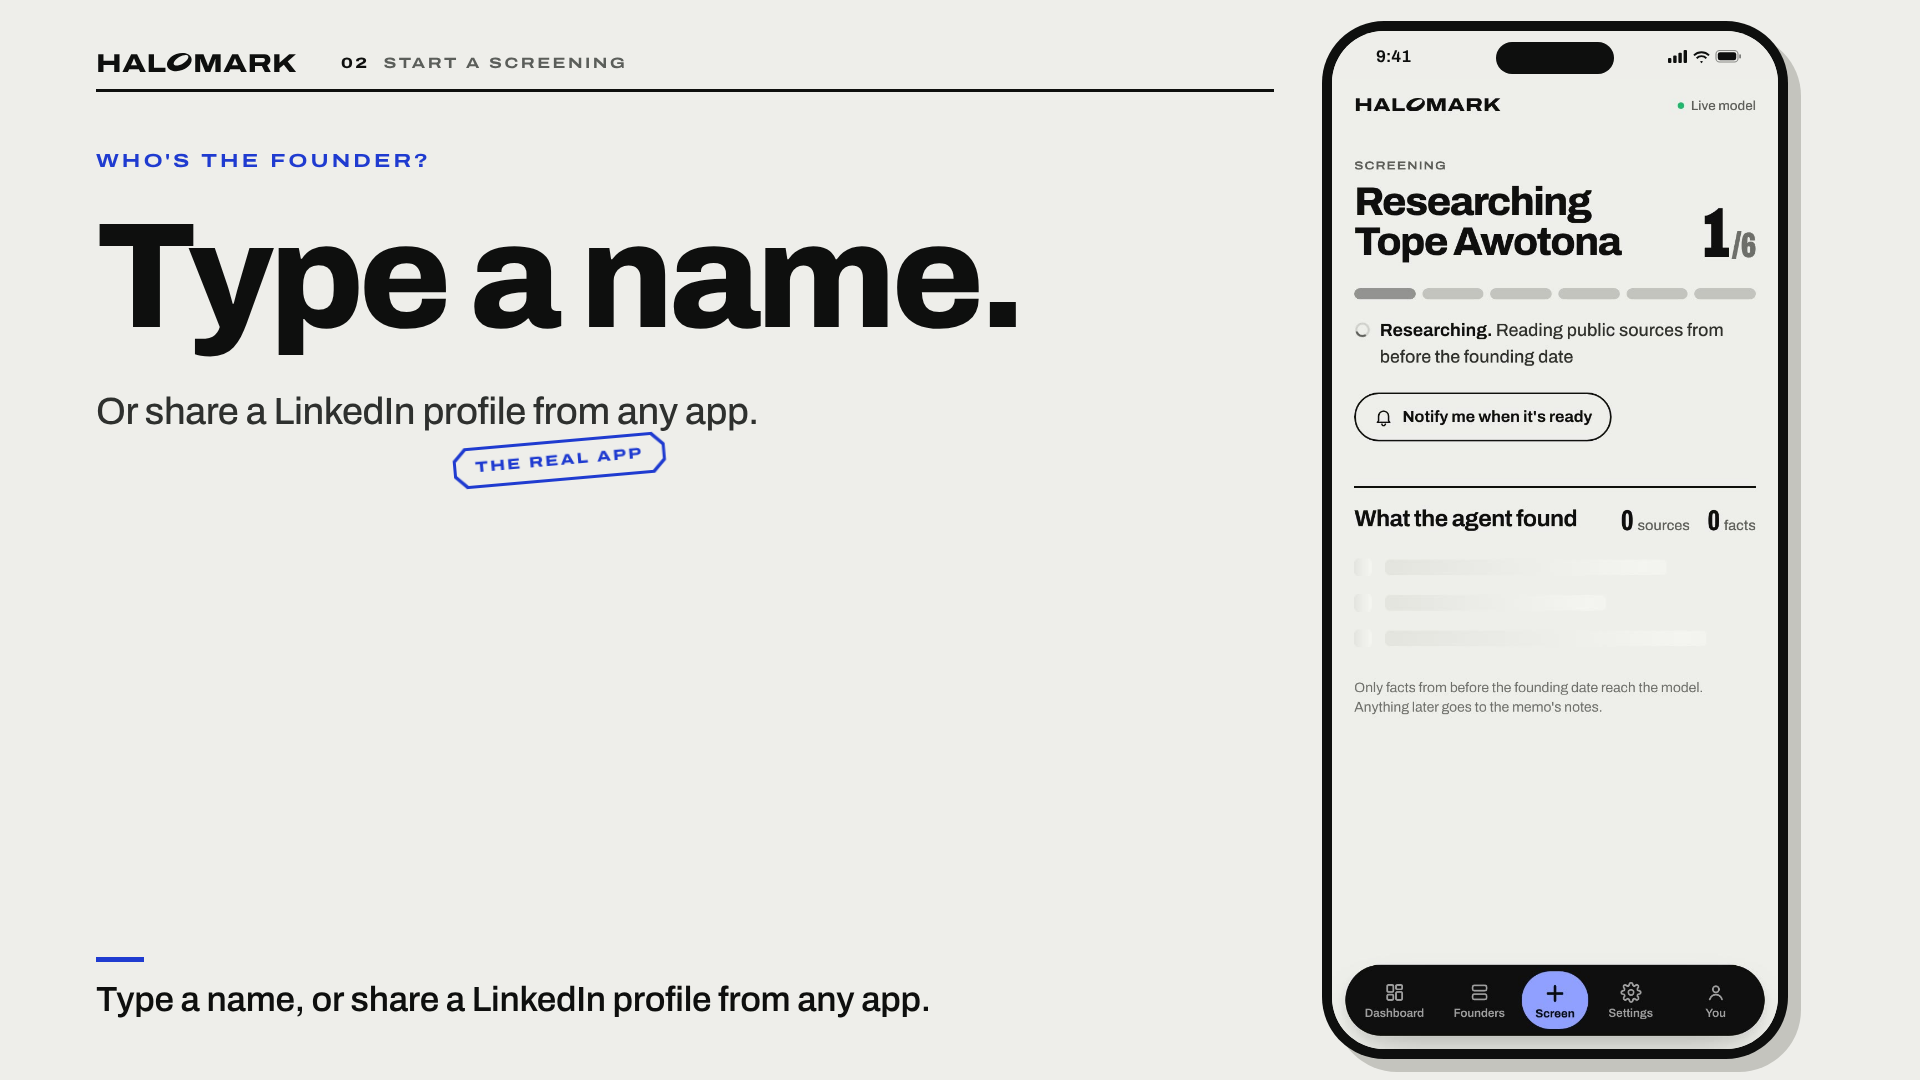 HALOMARK 02 START A SCREENING
WHO'S THE FOUNDER?
Type a name.
Or share a LinkedIn profile from any app.
THE REAL APP
Type a name, or share a LinkedIn profile from any app.
9:41
HALOMARK Live model
SCREENING
Researching
Tope Awotona 1/6
Researching. Reading public sources from
before the founding date
Notify me when it's ready
What the agent found 0 sources 0 facts
Only facts from before the founding date reach the model.
Anything later goes to the memo's notes.
Dashboard Founders Screen Settings You